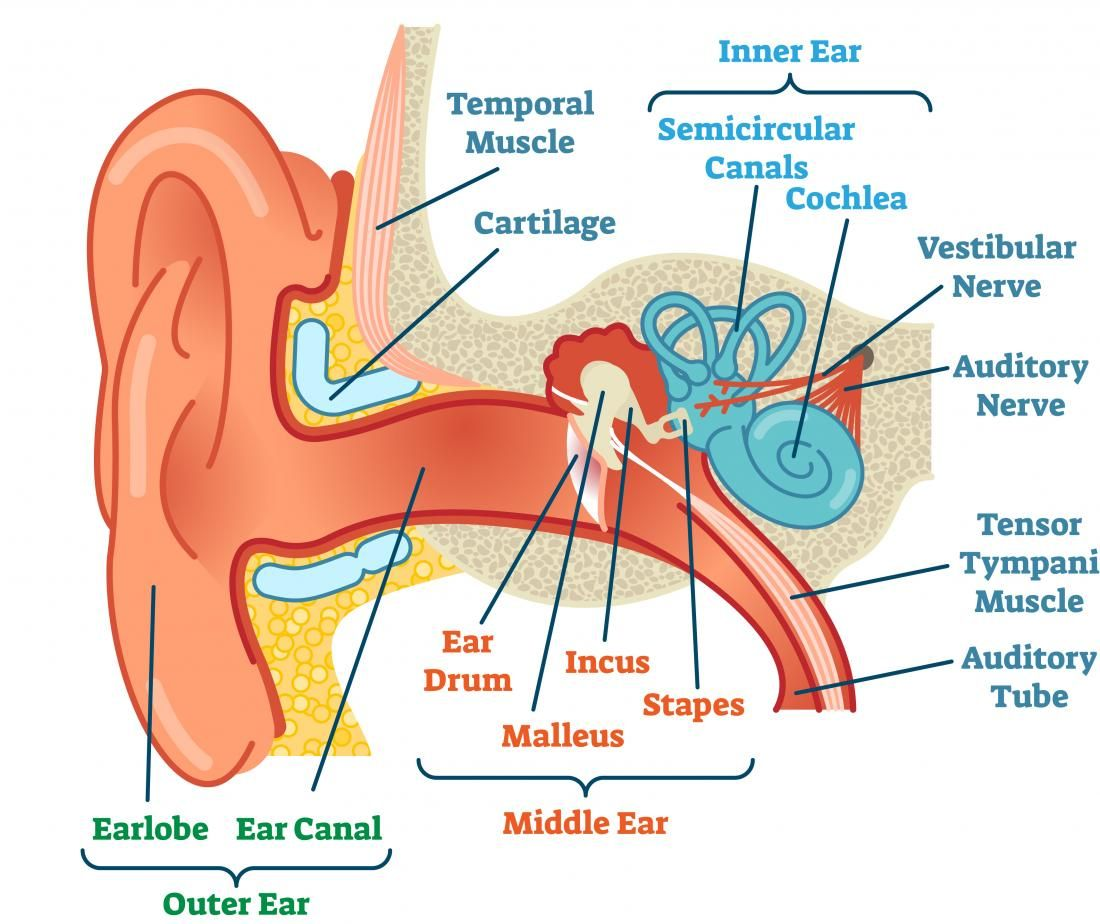 Inner Ear
Temporal
Muscle
Semicircular
Canals
Cochlea
Cartilage
Vestibular
Nerve
Auditory
Nerve
Tensor
Tympani
Muscle
Auditory
Tube
Ear
Drum
Incus
Stapes
Malleus
Middle Ear
Earlobe
Ear Canal
Outer Ear